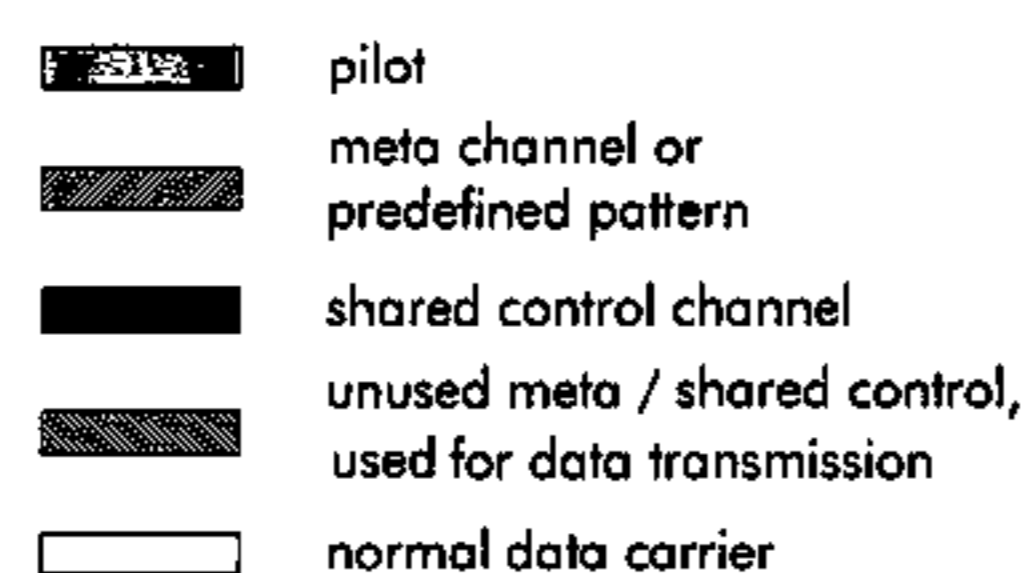 pilot
meta channel or
predefined pattern
shared control channel
unused meta / shared control,
used for data transmission
normal data carrier